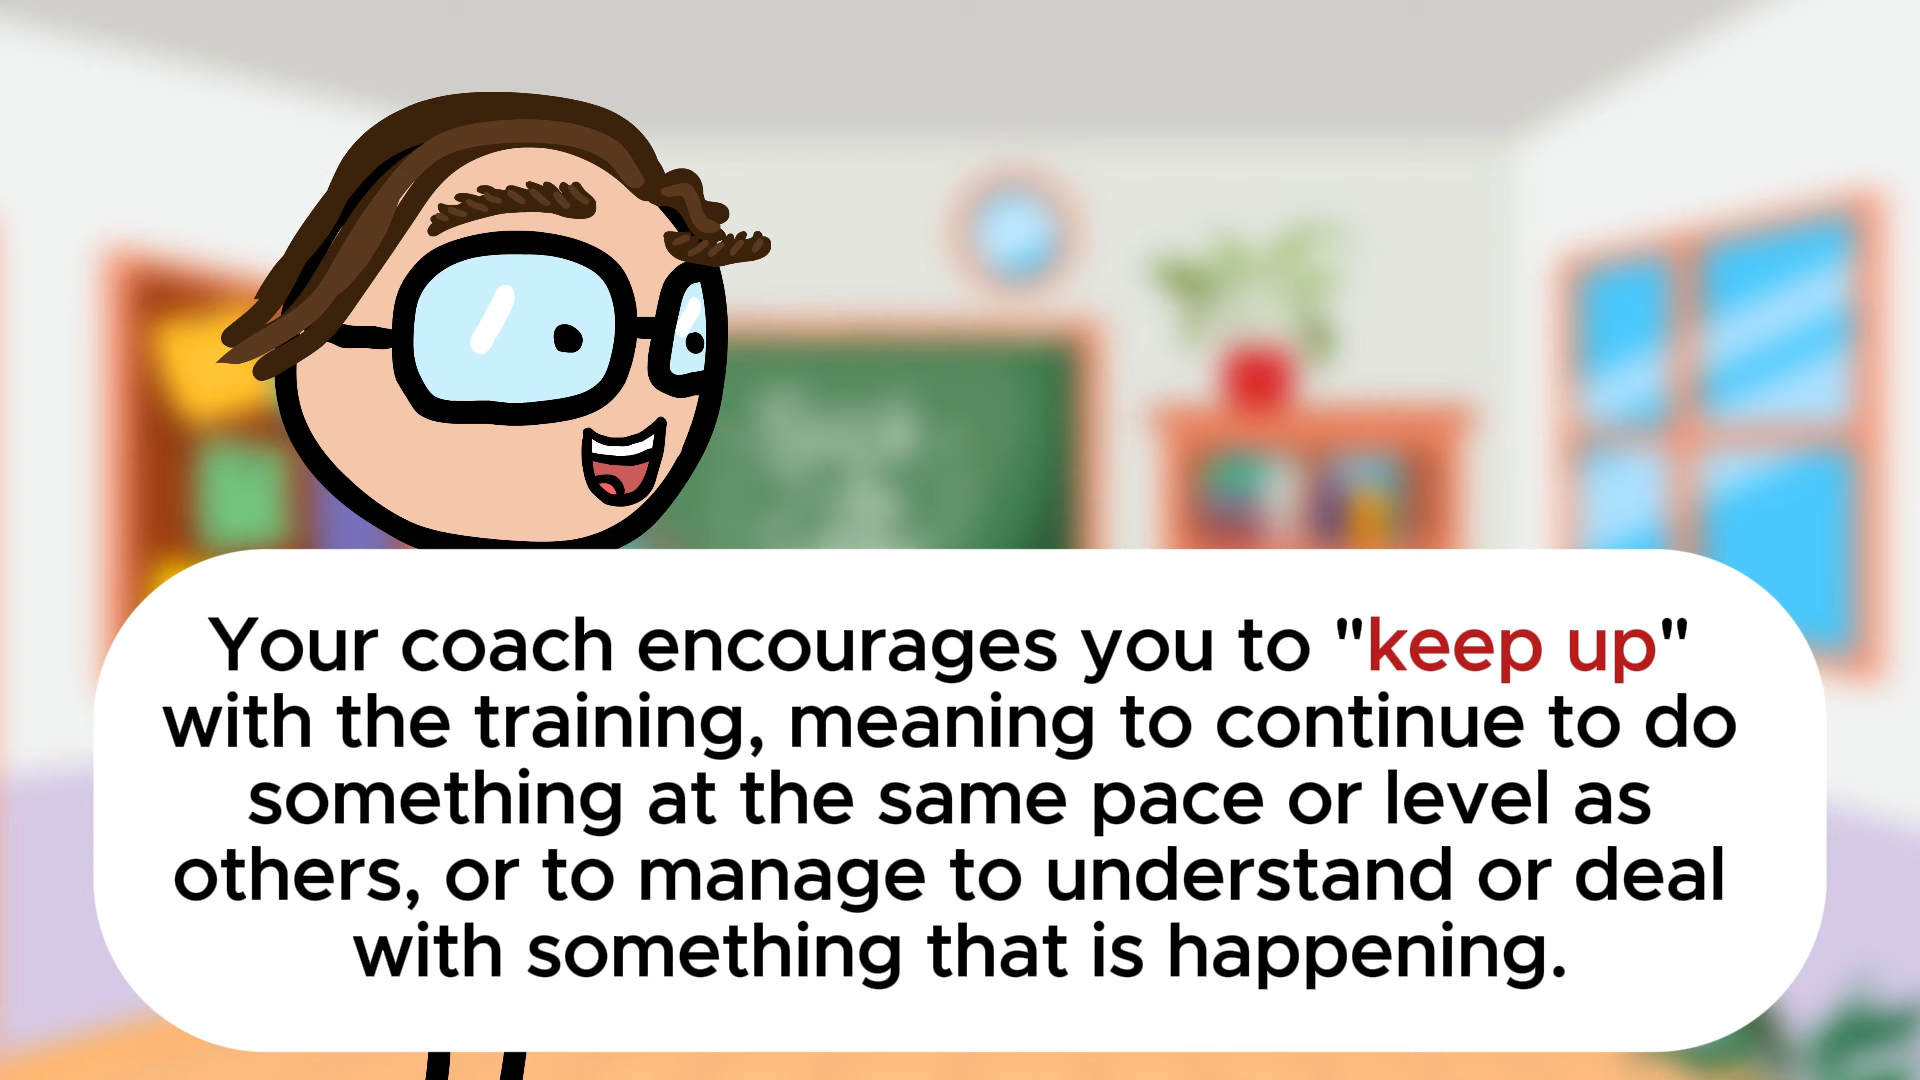 Your coach encourages you to "keep up"
with the training, meaning to continue to do
something at the same pace or level as
others, or to manage to understand or deal
with something that is happening.